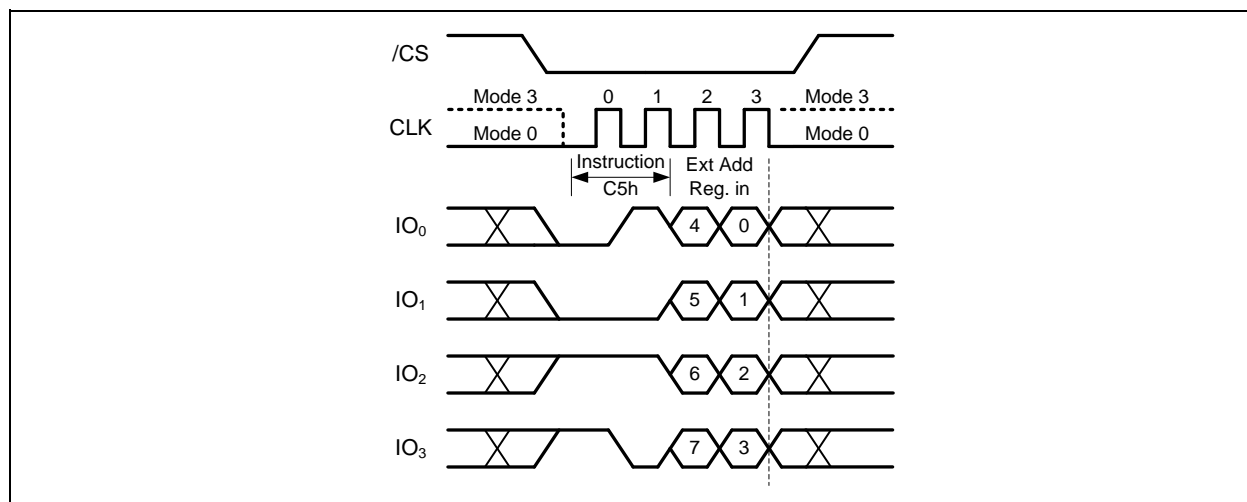 /CS
Mode 3 0 1 2 3 Mode 3
CLK Mode 0 Mode 0
Instruction Ext Add
C5h Reg. in
IO₀ 4 0
IO₁ 5 1
IO₂ 6 2
IO₃ 7 3